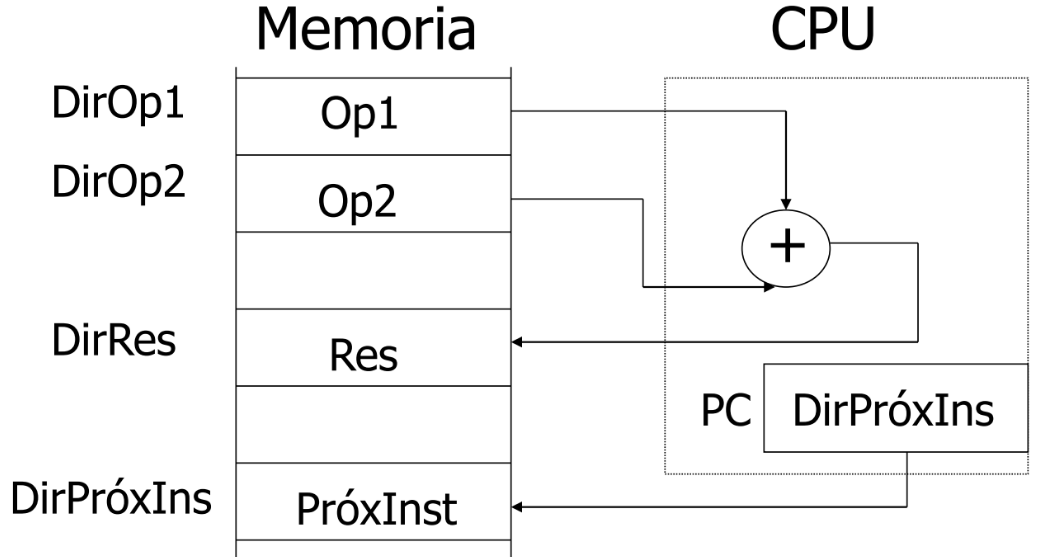 Memoria
CPU
DirOp1
Op1
DirOp2
Op2
+
DirRes
Res
PC
DirPróxIns
DirPróxIns
PróxInst